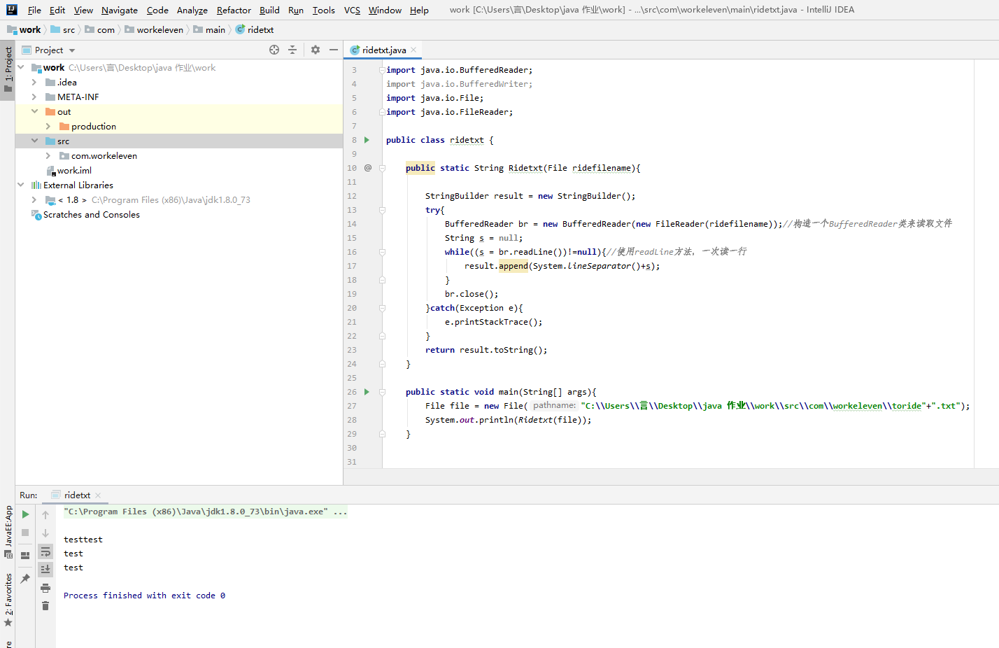 File Edit View Navigate Code Analyze Refactor Build Run Tools VCS Window Help work [C:\Users\言\Desktop\java 作业\work] - ...\src\com\workeleven\main\ridetxt.java - IntelliJ IDEA
work src com workeleven main ridetxt
1: Project
Project
ridetxt.java
work C:\Users\言\Desktop\java 作业\work
.idea
META-INF
out
production
src
com.workeleven
work.iml
External Libraries
< 1.8 > C:\Program Files (x86)\Java\jdk1.8.0_73
Scratches and Consoles
3 import java.io.BufferedReader;
4 import java.io.BufferedWriter;
5 import java.io.File;
6 import java.io.FileReader;
7
8 public class ridetxt {
9
10 @ public static String Ridetxt(File ridefilename){
11
12 StringBuilder result = new StringBuilder();
13 try{
14 BufferedReader br = new BufferedReader(new FileReader(ridefilename));//构造一个BufferedReader类来读取文件
15 String s = null;
16 while((s = br.readLine())!=null){//使用readLine方法，一次读一行
17 result.append(System.lineSeparator()+s);
18 }
19 br.close();
20 }catch(Exception e){
21 e.printStackTrace();
22 }
23 return result.toString();
24 }
25
26 public static void main(String[] args){
27 File file = new File( pathname: "C:\\Users\\言\\Desktop\\java 作业\\work\\src\\com\\workeleven\\toride"+".txt");
28 System.out.println(Ridetxt(file));
29 }
30
31
Run: ridetxt
"C:\Program Files (x86)\Java\jdk1.8.0_73\bin\java.exe" ...
testtest
test
test
Process finished with exit code 0
JavaEE:App
2: Favorites
re